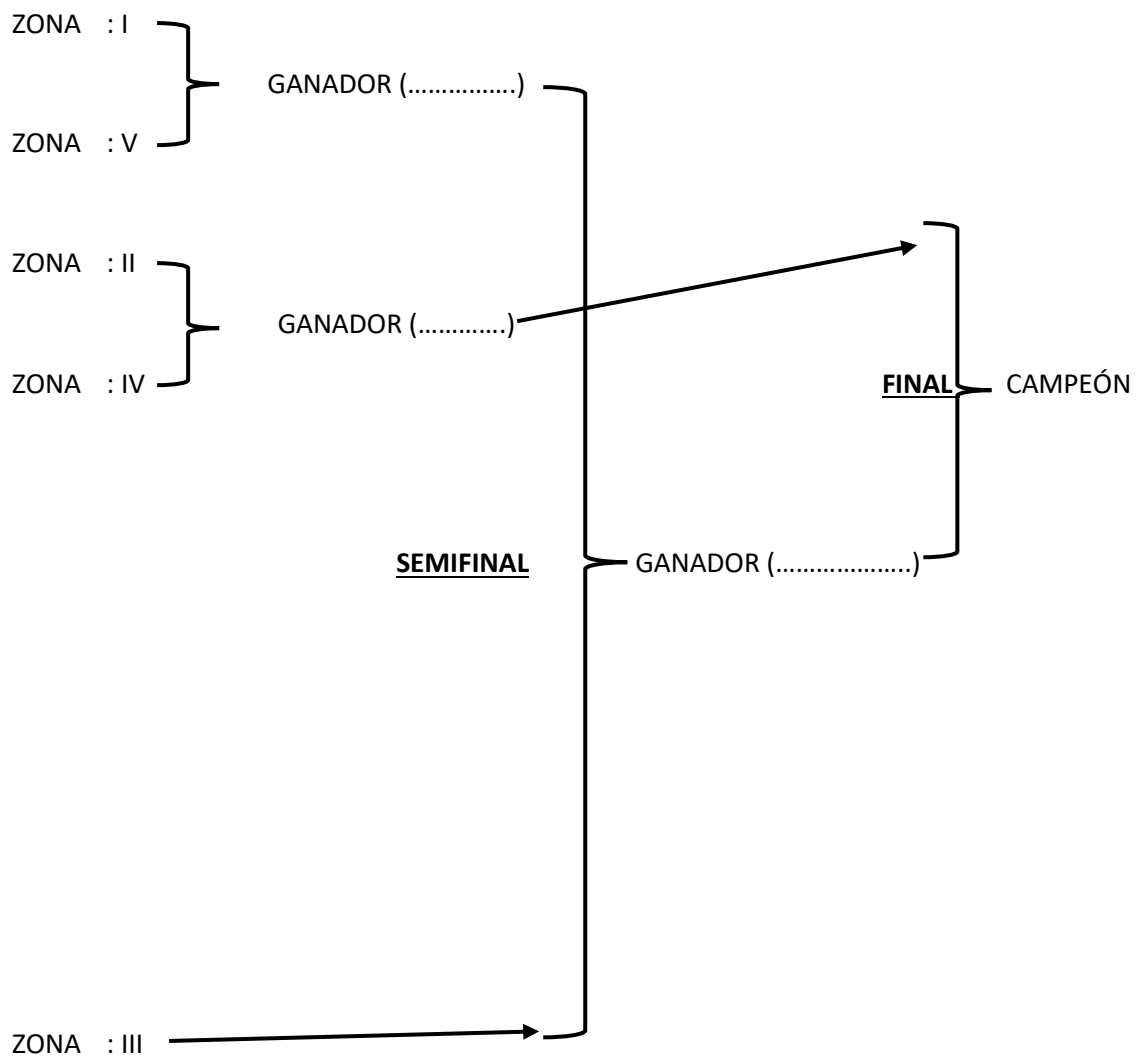 ZONA : I
GANADOR (................)
ZONA : V
ZONA : II
GANADOR (.............)
ZONA : IV
FINAL CAMPEÓN
SEMIFINAL GANADOR (....................)
ZONA : III